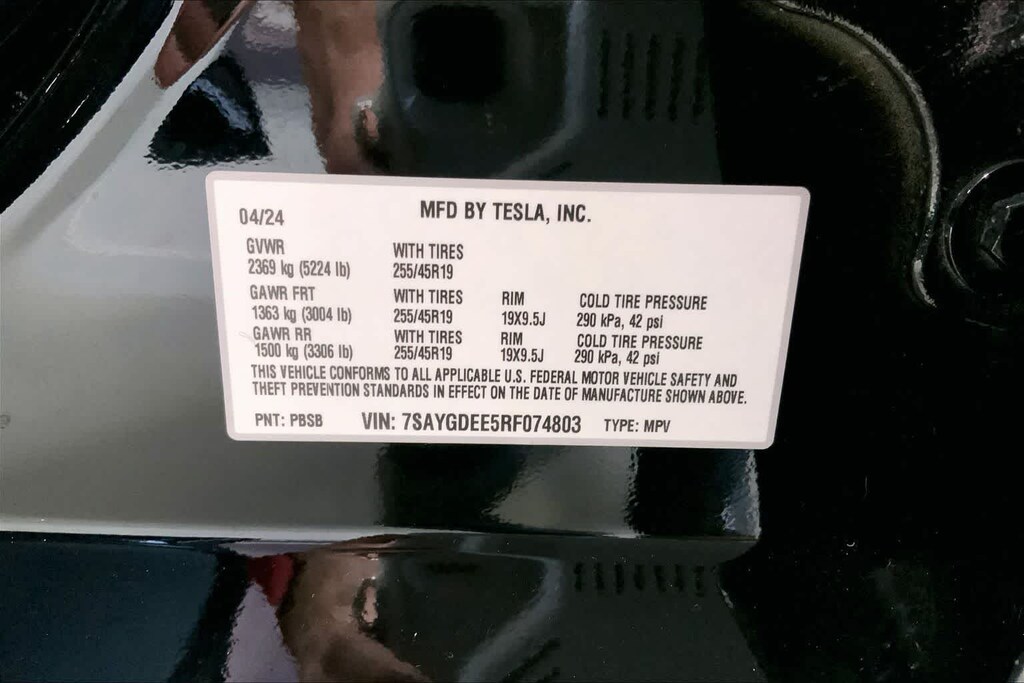 04/24 MFD BY TESLA, INC.
GVWR WITH TIRES
2369 kg (5224 lb) 255/45R19
GAWR FRT WITH TIRES RIM COLD TIRE PRESSURE
1363 kg (3004 lb) 255/45R19 19X9.5J 290 kPa, 42 psi
GAWR RR WITH TIRES RIM COLD TIRE PRESSURE
1500 kg (3306 lb) 255/45R19 19X9.5J 290 kPa, 42 psi
THIS VEHICLE CONFORMS TO ALL APPLICABLE U.S. FEDERAL MOTOR VEHICLE SAFETY AND
THEFT PREVENTION STANDARDS IN EFFECT ON THE DATE OF MANUFACTURE SHOWN ABOVE.
PNT: PBSB VIN: 7SAYGDEE5RF074803 TYPE: MPV